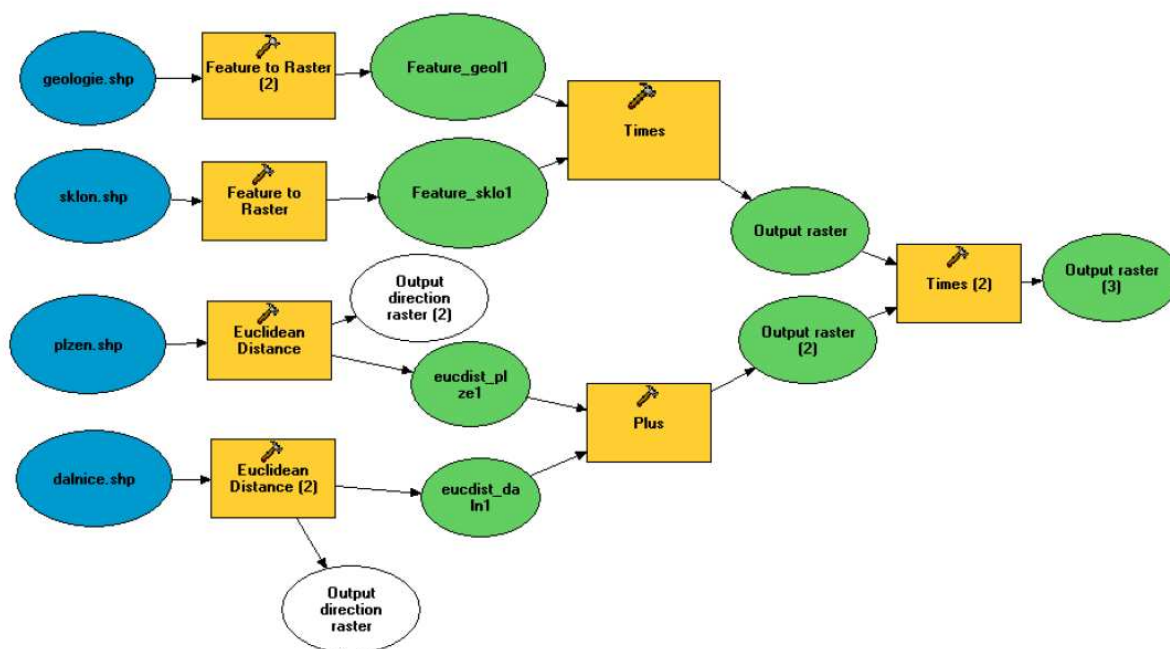 geologie.shp
Feature to Raster
(2)
Feature_geol1
Times
sklon.shp
Feature to
Raster
Feature_sklo1
Output raster
Times (2)
Output raster
(3)
Output
direction
raster (2)
plzen.shp
Euclidean
Distance
eucdist_pl
ze1
Output raster
(2)
Plus
dalnice.shp
Euclidean
Distance (2)
eucdist_da
ln1
Output
direction
raster